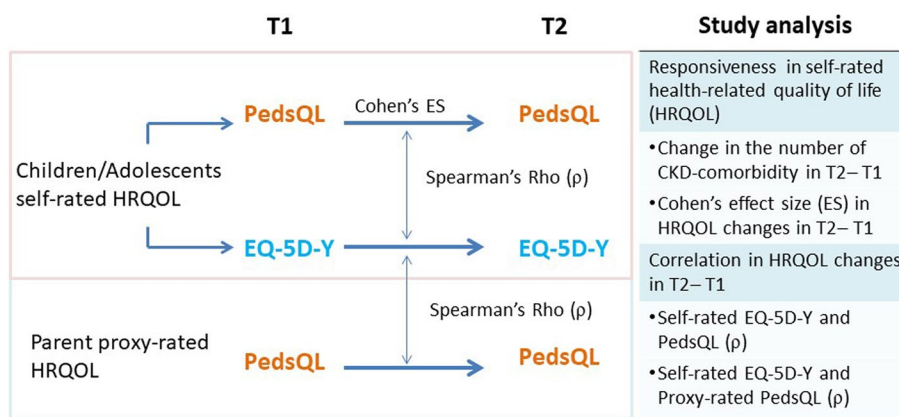 T1
T2
Study analysis
PedsQL
Cohen's ES
PedsQL
Children/Adolescents
self-rated HRQOL
Spearman's Rho (ρ)
EQ-5D-Y
EQ-5D-Y
Parent proxy-rated
HRQOL
Spearman's Rho (ρ)
PedsQL
PedsQL
Responsiveness in self-rated
health-related quality of life
(HRQOL)
•Change in the number of
CKD-comorbidity in T2– T1
•Cohen's effect size (ES) in
HRQOL changes in T2– T1
Correlation in HRQOL changes
in T2– T1
•Self-rated EQ-5D-Y and
PedsQL (ρ)
•Self-rated EQ-5D-Y and
Proxy-rated PedsQL (ρ)